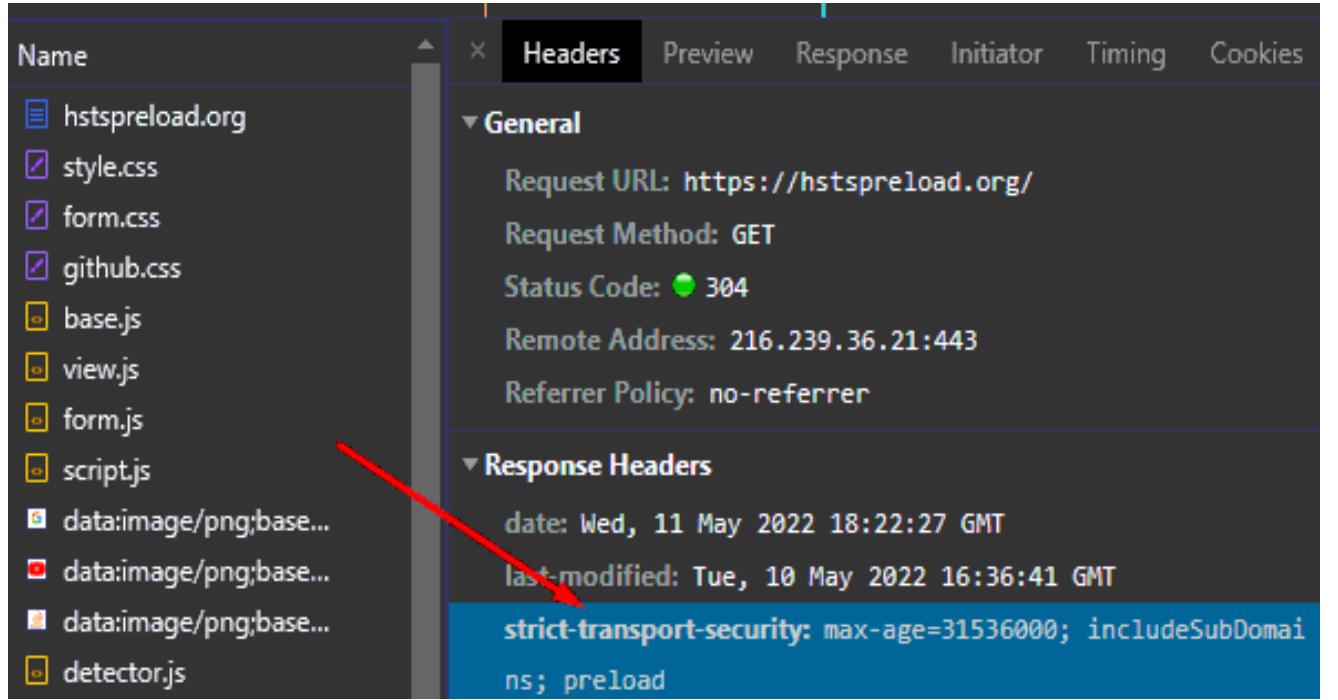 Name
hstspreload.org
style.css
form.css
github.css
base.js
view.js
form.js
script.js
data:image/png;base...
data:image/png;base...
data:image/png;base...
detector.js
Headers Preview Response Initiator Timing Cookies
General
Request URL: https://hstspreload.org/
Request Method: GET
Status Code: 304
Remote Address: 216.239.36.21:443
Referrer Policy: no-referrer
Response Headers
date: Wed, 11 May 2022 18:22:27 GMT
last-modified: Tue, 10 May 2022 16:36:41 GMT
strict-transport-security: max-age=31536000; includeSubDomai
ns; preload